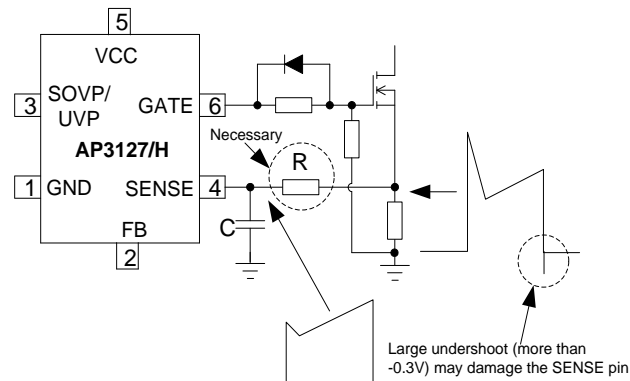 5
VCC
3
SOVP/
UVP
GATE
6
AP3127/H
Necessary
R
1
GND
SENSE
4
C
FB
2
Large undershoot (more than
-0.3V) may damage the SENSE pin